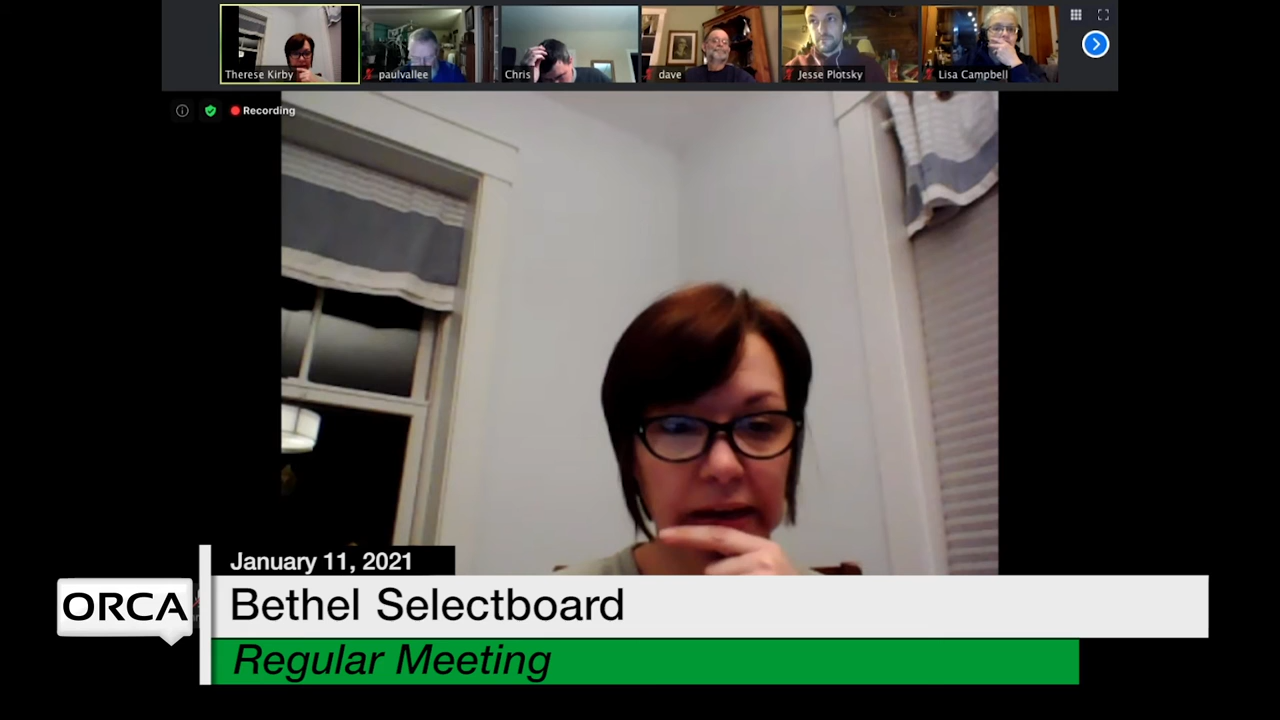 Therese Kirby
paulvallee
Chris
dave
Jesse Plotsky
Lisa Campbell
Recording
January 11, 2021
ORCA
Bethel Selectboard
Regular Meeting